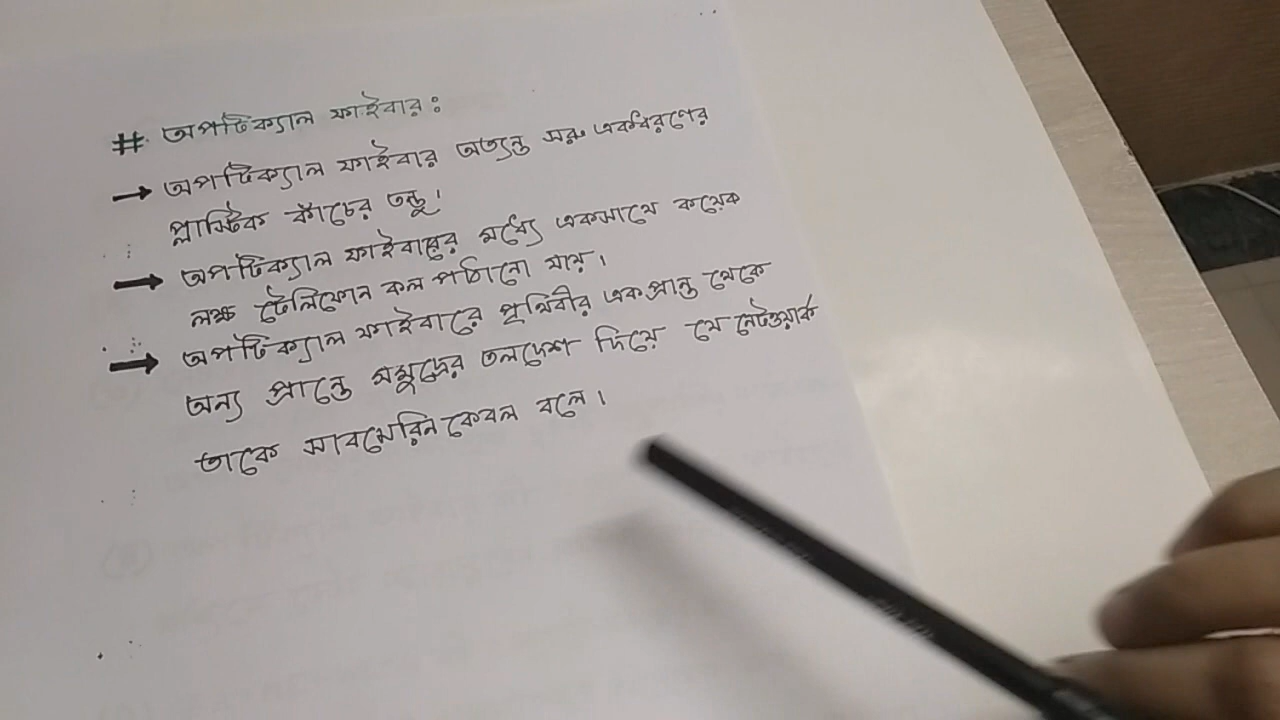 # অপটিক্যাল ফাইবার :
→ অপটিক্যাল ফাইবার অত্যন্ত সরু একধরণের
প্লাস্টিক কাঁচের তন্তু।
→ অপটিক্যাল ফাইবারের মধ্যে একসাথে কয়েক
লক্ষ টেলিফোন কল পাঠানো যায়।
→ অপটিক্যাল ফাইবারে পৃথিবীর একপ্রান্ত থেকে
অন্য প্রান্তে সমুদ্রের তলদেশ দিয়ে যে নেটওয়ার্ক
তাকে সাবমেরিন কেবল বলে।